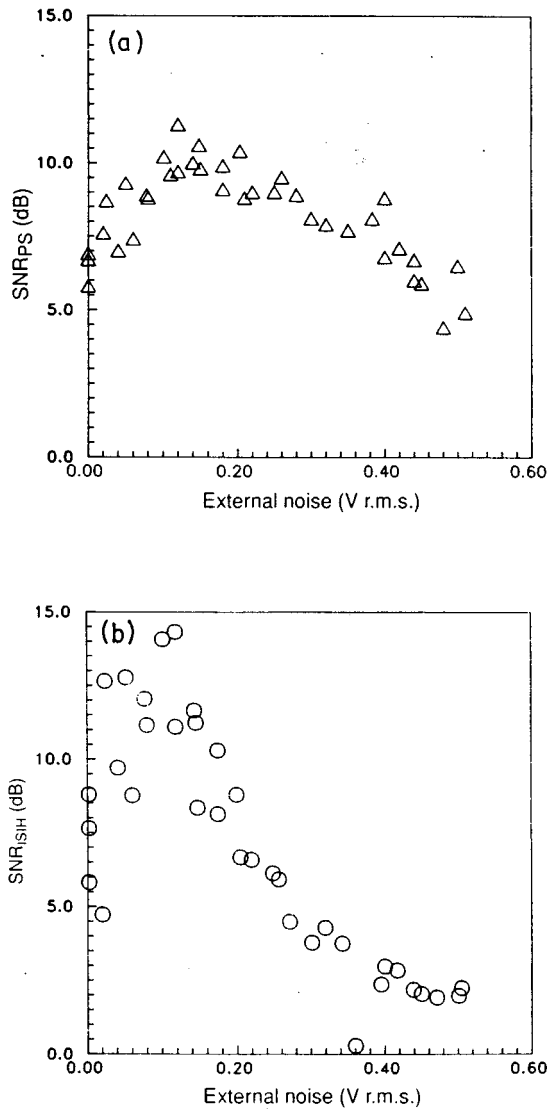 15.0
(a)
10.0
5.0
0.0
SNRPS (dB)
0.00 0.20 0.40 0.60
External noise (V r.m.s.)
15.0
(b)
10.0
5.0
0.0
SNRISIH (dB)
0.00 0.20 0.40 0.60
External noise (V r.m.s.)